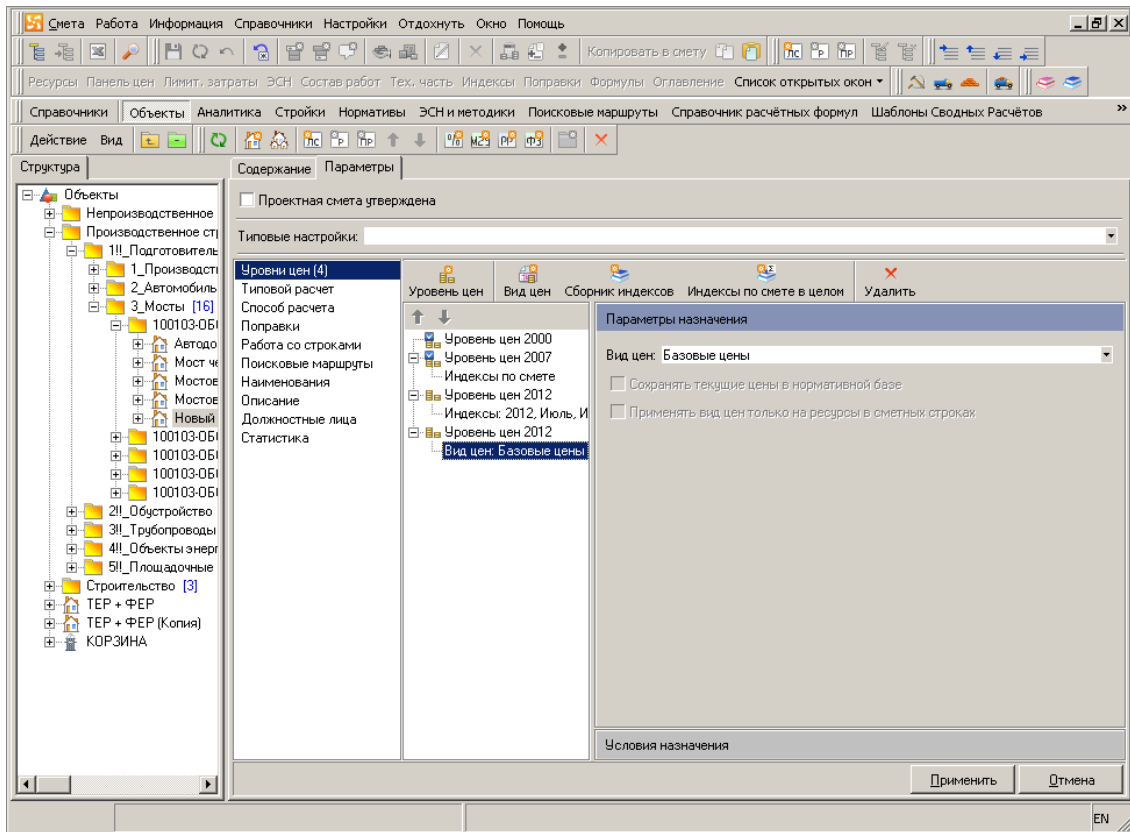 Смета Работа Информация Справочники Настройки Отдохнуть Окно Помощь
Копировать в смету
Ресурсы Панель цен Лимит. затраты ЭСН Состав работ Тех. часть Индексы Поправки Формулы Оглавление Список открытых окон
Справочники Объекты Аналитика Стройки Нормативы ЭСН и методики Поисковые маршруты Справочник расчётных формул Шаблоны Сводных Расчётов »
Действие Вид
Структура
Содержание Параметры
Объекты
Непроизводственное
Производственное стр
1!!_Подготовитель
1_Производст
2_Автомобиль
3_Мосты [16]
100103-ОБ
Автодо
Мост че
Мостов
Мостов
Новый
100103-ОБ
100103-ОБ
100103-ОБ
100103-ОБ
2!!_Обустройство
3!!_Трубопроводы
4!!_Объекты энерг
5!!_Площадочные
Строительство [3]
ТЕР + ФЕР
ТЕР + ФЕР (Копия)
КОРЗИНА
Проектная смета утверждена
Типовые настройки:
Уровни цен (4)
Типовой расчет
Способ расчета
Поправки
Работа со строками
Поисковые маршруты
Наименования
Описание
Должностные лица
Статистика
Уровень цен Вид цен Сборник индексов Индексы по смете в целом Удалить
Уровень цен 2000
Уровень цен 2007
Индексы по смете
Уровень цен 2012
Индексы: 2012, Июль, И
Уровень цен 2012
Вид цен: Базовые цены
Параметры назначения
Вид цен: Базовые цены
Сохранять текущие цены в нормативной базе
Применять вид цен только на ресурсы в сметных строках
Условия назначения
Применить Отмена
EN